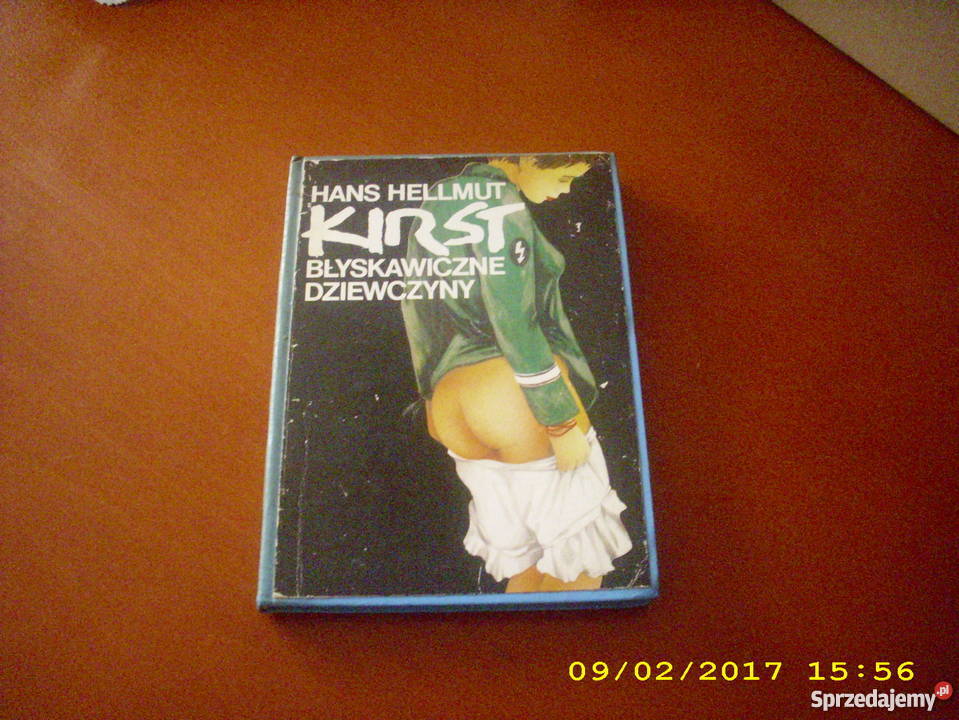 HANS HELLMUT
KIRST
BŁYSKAWICZNE
DZIEWCZYNY
09/02/2017 15:56
Sprzedajemy.pl